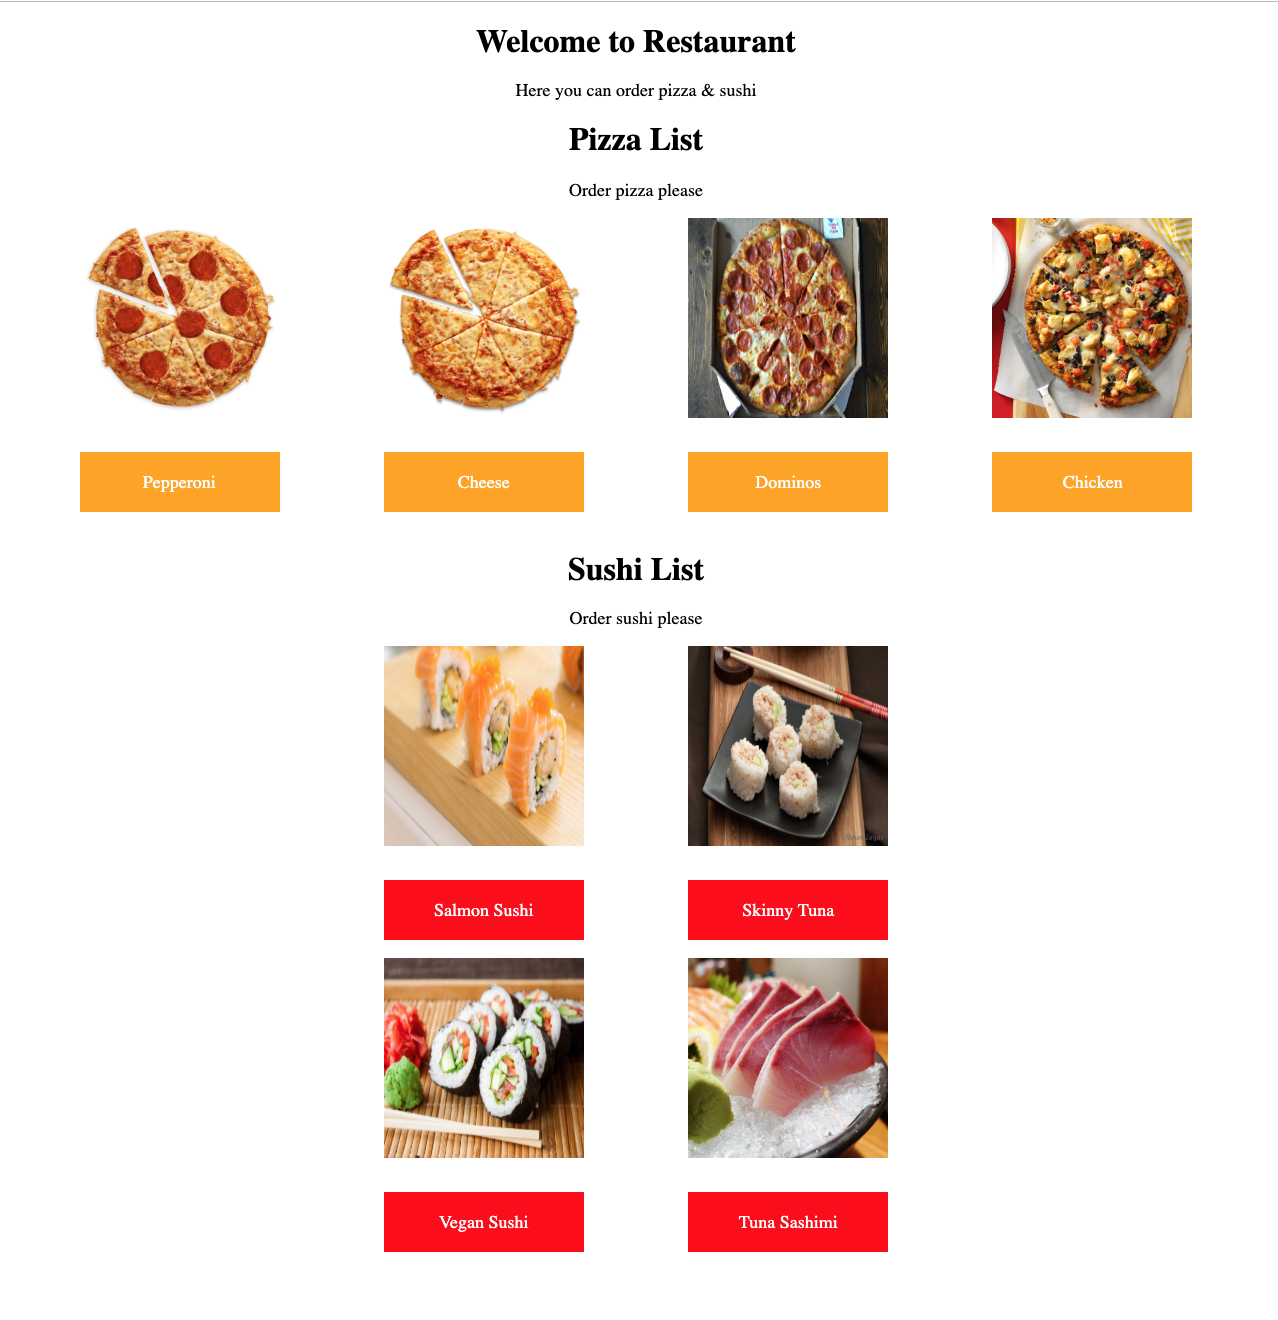 Welcome to Restaurant
Here you can order pizza & sushi
Pizza List
Order pizza please
Pepperoni
Cheese
Dominos
Chicken
Sushi List
Order sushi please
Salmon Sushi
Skinny Tuna
Vegan Sushi
Tuna Sashimi